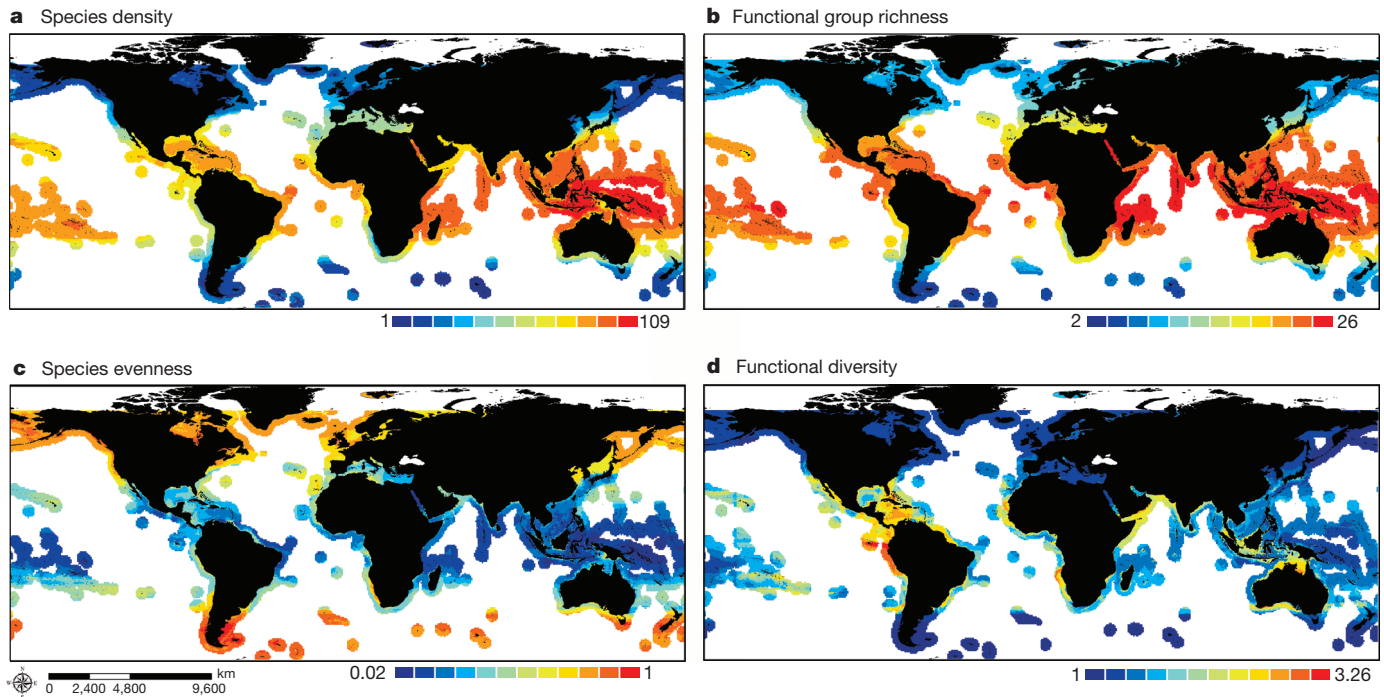 a Species density
b Functional group richness
1 109
2 26
c Species evenness
d Functional diversity
N
W E
S
km
0 2,400 4,800 9,600
0.02 1
1 3.26